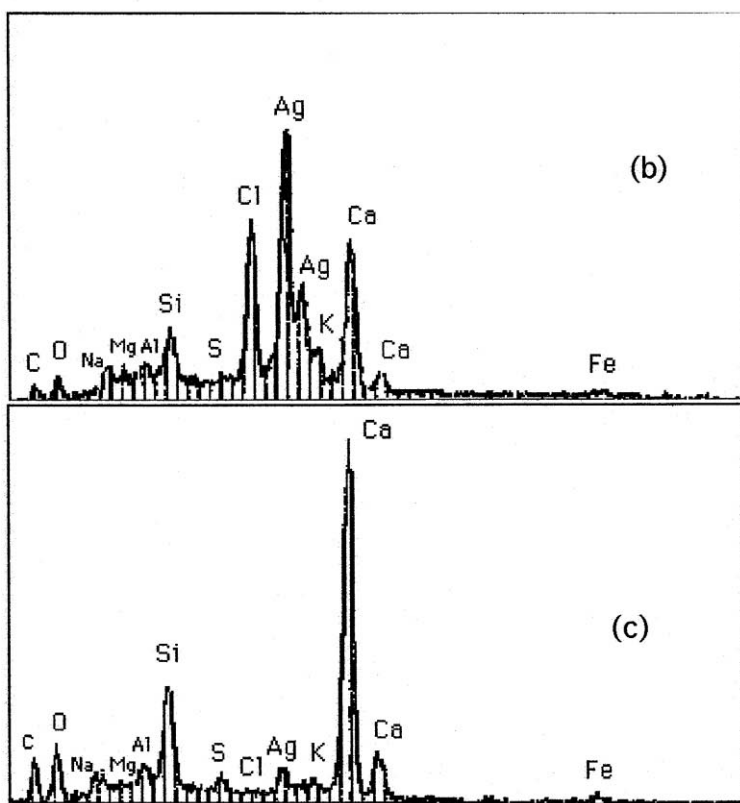 Ag
(b)
Cl
Ca
Ag
Si
K
S
C O Na Mg Al Ca
Fe
Ca
(c)
Si
O
Ca
C Na Mg Al S Cl Ag K
Fe